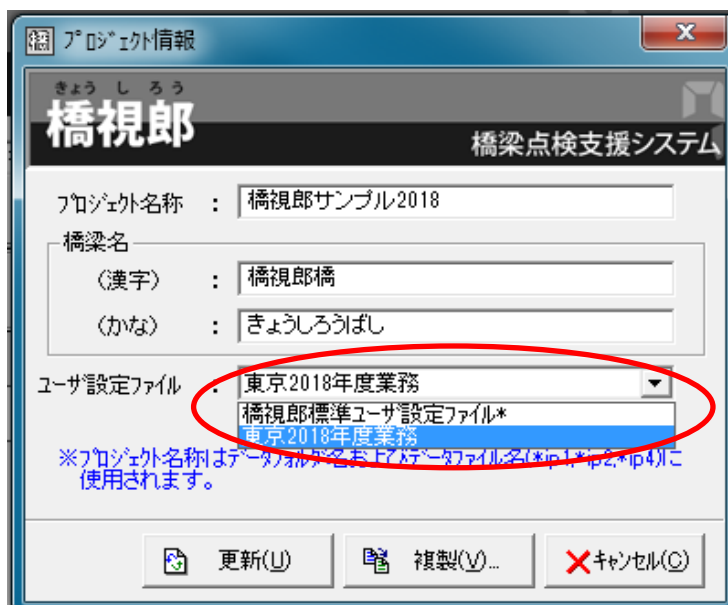 プロジェクト情報
きょうしろう
橋視郎
橋梁点検支援システム
プロジェクト名称 : 橋視郎サンプル2018
橋梁名
(漢字) : 橋視郎橋
(かな) : きょうしろうばし
ユーザ設定ファイル : 東京2018年度業務
橋視郎標準ユーザ設定ファイル*
東京2018年度業務
※プロジェクト名称はデータフォルダ名およびデータファイル名(*ip1,*ip2,*ip4)に
使用されます。
更新(U) 複製(V)... キャンセル(C)